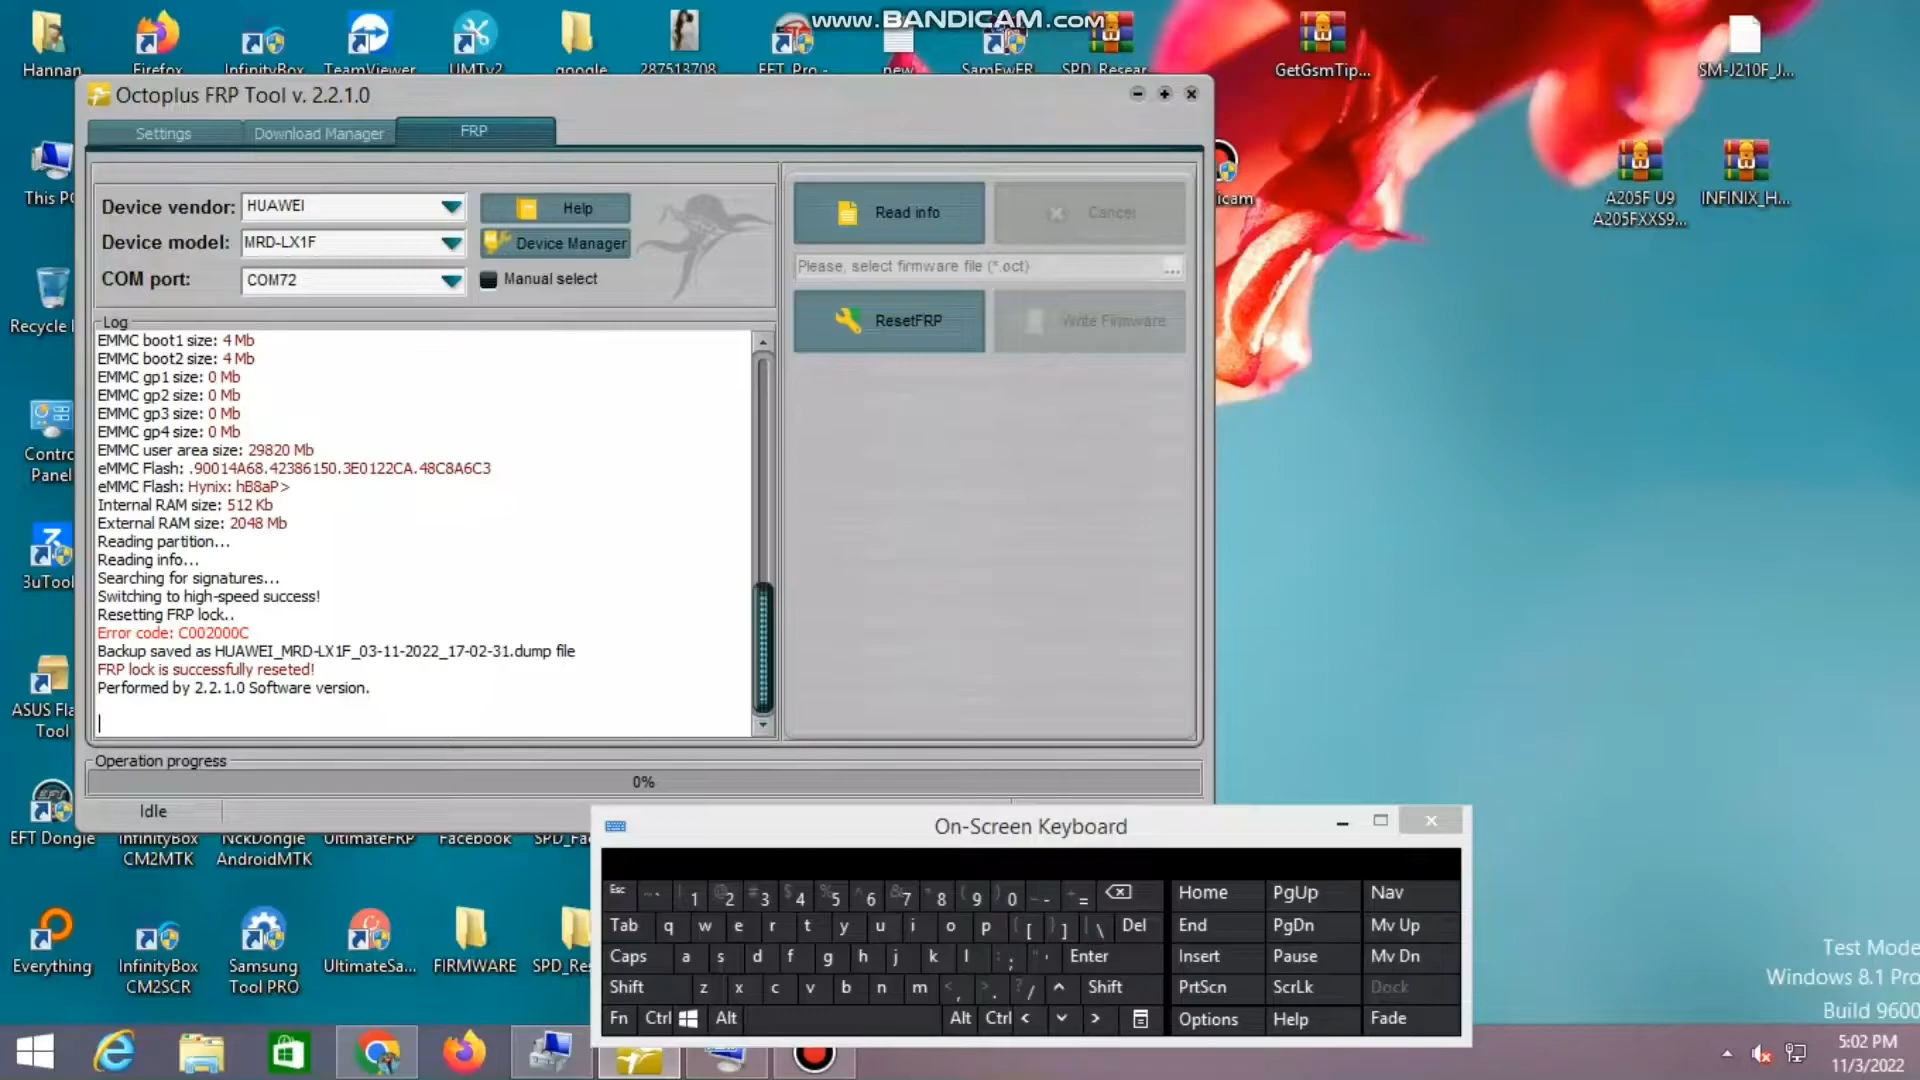 www.BANDICAM.com
Hannan
Firefox
InfinityBox
TeamViewer
UMTv2
google
287513708
EFT Pro -
new
SamFwFR
SPD_Resear
GetGsmTip...
SM-J210F_J...
Octoplus FRP Tool v. 2.2.1.0
Settings
Download Manager
FRP
This PC
icam
A205F U9
A205FXXS9...
INFINIX_H...
Device vendor:
HUAWEI
Help
Device model:
MRD-LX1F
Device Manager
COM port:
COM72
Manual select
Read info
Cancel
Please, select firmware file (*.oct)
...
ResetFRP
Write Firmware
Recycle
Log
EMMC boot1 size: 4 Mb
EMMC boot2 size: 4 Mb
EMMC gp1 size: 0 Mb
EMMC gp2 size: 0 Mb
EMMC gp3 size: 0 Mb
EMMC gp4 size: 0 Mb
EMMC user area size: 29820 Mb
eMMC Flash: .90014A68.42386150.3E0122CA.48C8A6C3
eMMC Flash: Hynix: hB8aP>
Internal RAM size: 512 Kb
External RAM size: 2048 Mb
Reading partition...
Reading info...
Searching for signatures...
Switching to high-speed success!
Resetting FRP lock..
Error code: C002000C
Backup saved as HUAWEI_MRD-LX1F_03-11-2022_17-02-31.dump file
FRP lock is successfully reseted!
Performed by 2.2.1.0 Software version.
Contro
Panel
3uTool
ASUS Fla
Tool
Operation progress
0%
Idle
EFT Dongle
InfinityBox
CM2MTK
NckDongle
AndroidMTK
UltimateFRP
Facebook
SPD_Fa
Everything
InfinityBox
CM2SCR
Samsung
Tool PRO
UltimateSa...
FIRMWARE
SPD_Res
On-Screen Keyboard
Esc ~ ` ! 1 @ 2 # 3 $ 4 % 5 ^ 6 & 7 * 8 ( 9 ) 0 _ - + = Home PgUp Nav
Tab q w e r t y u i o p { [ } ] | \ Del End PgDn Mv Up
Caps a s d f g h j k l : ; " ' Enter Insert Pause Mv Dn
Shift z x c v b n m < , > . ? / ^ Shift PrtScn ScrLk Dock
Fn Ctrl Alt Alt Ctrl < > Options Help Fade
Test Mode
Windows 8.1 Pro
Build 9600
5:02 PM
11/3/2022